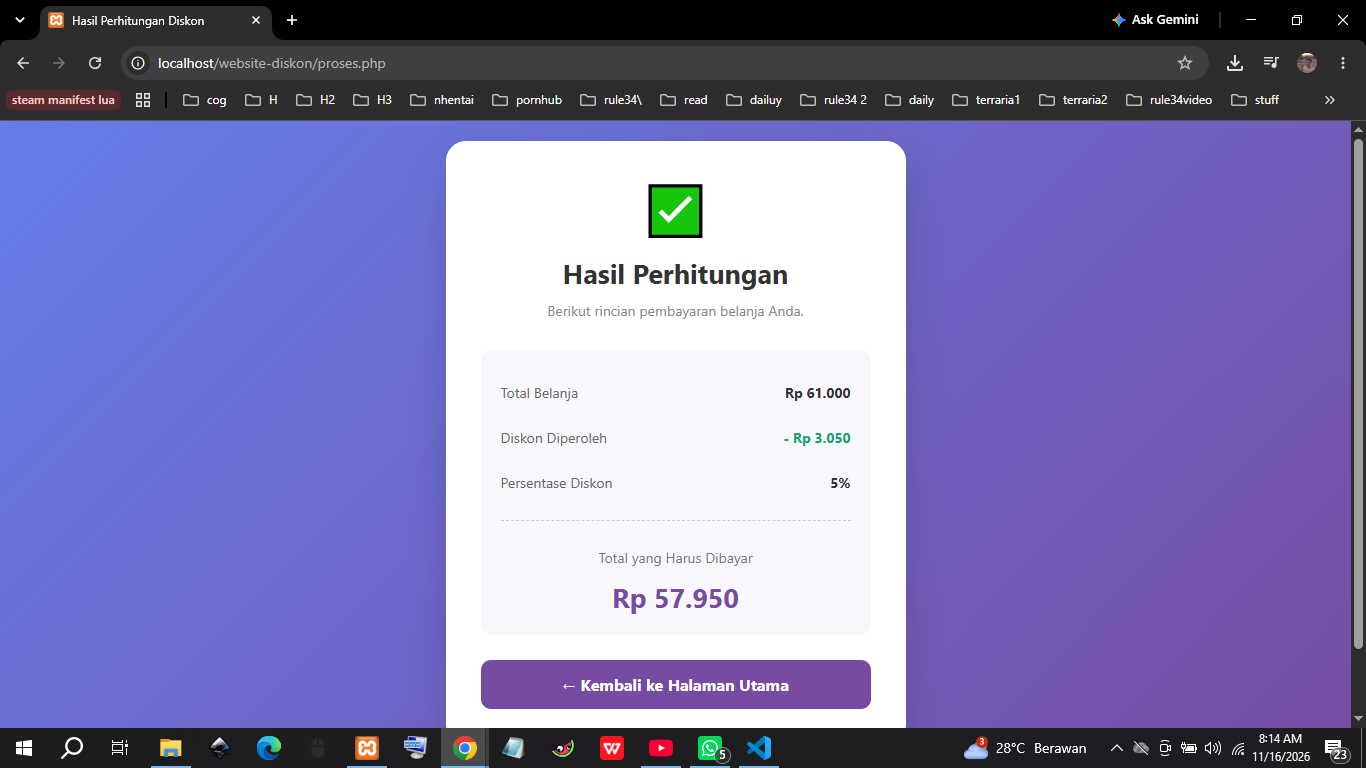 Hasil Perhitungan Diskon
Ask Gemini
localhost/website-diskon/proses.php
steam manifest lua
cog
H
H2
H3
nhentai
pornhub
rule34\
read
dailuy
rule34 2
daily
terraria1
terraria2
rule34video
stuff
Hasil Perhitungan
Berikut rincian pembayaran belanja Anda.
Total Belanja Rp 61.000
Diskon Diperoleh - Rp 3.050
Persentase Diskon 5%
Total yang Harus Dibayar
Rp 57.950
← Kembali ke Halaman Utama
5
3
28°C Berawan
8:14 AM
11/16/2026
23